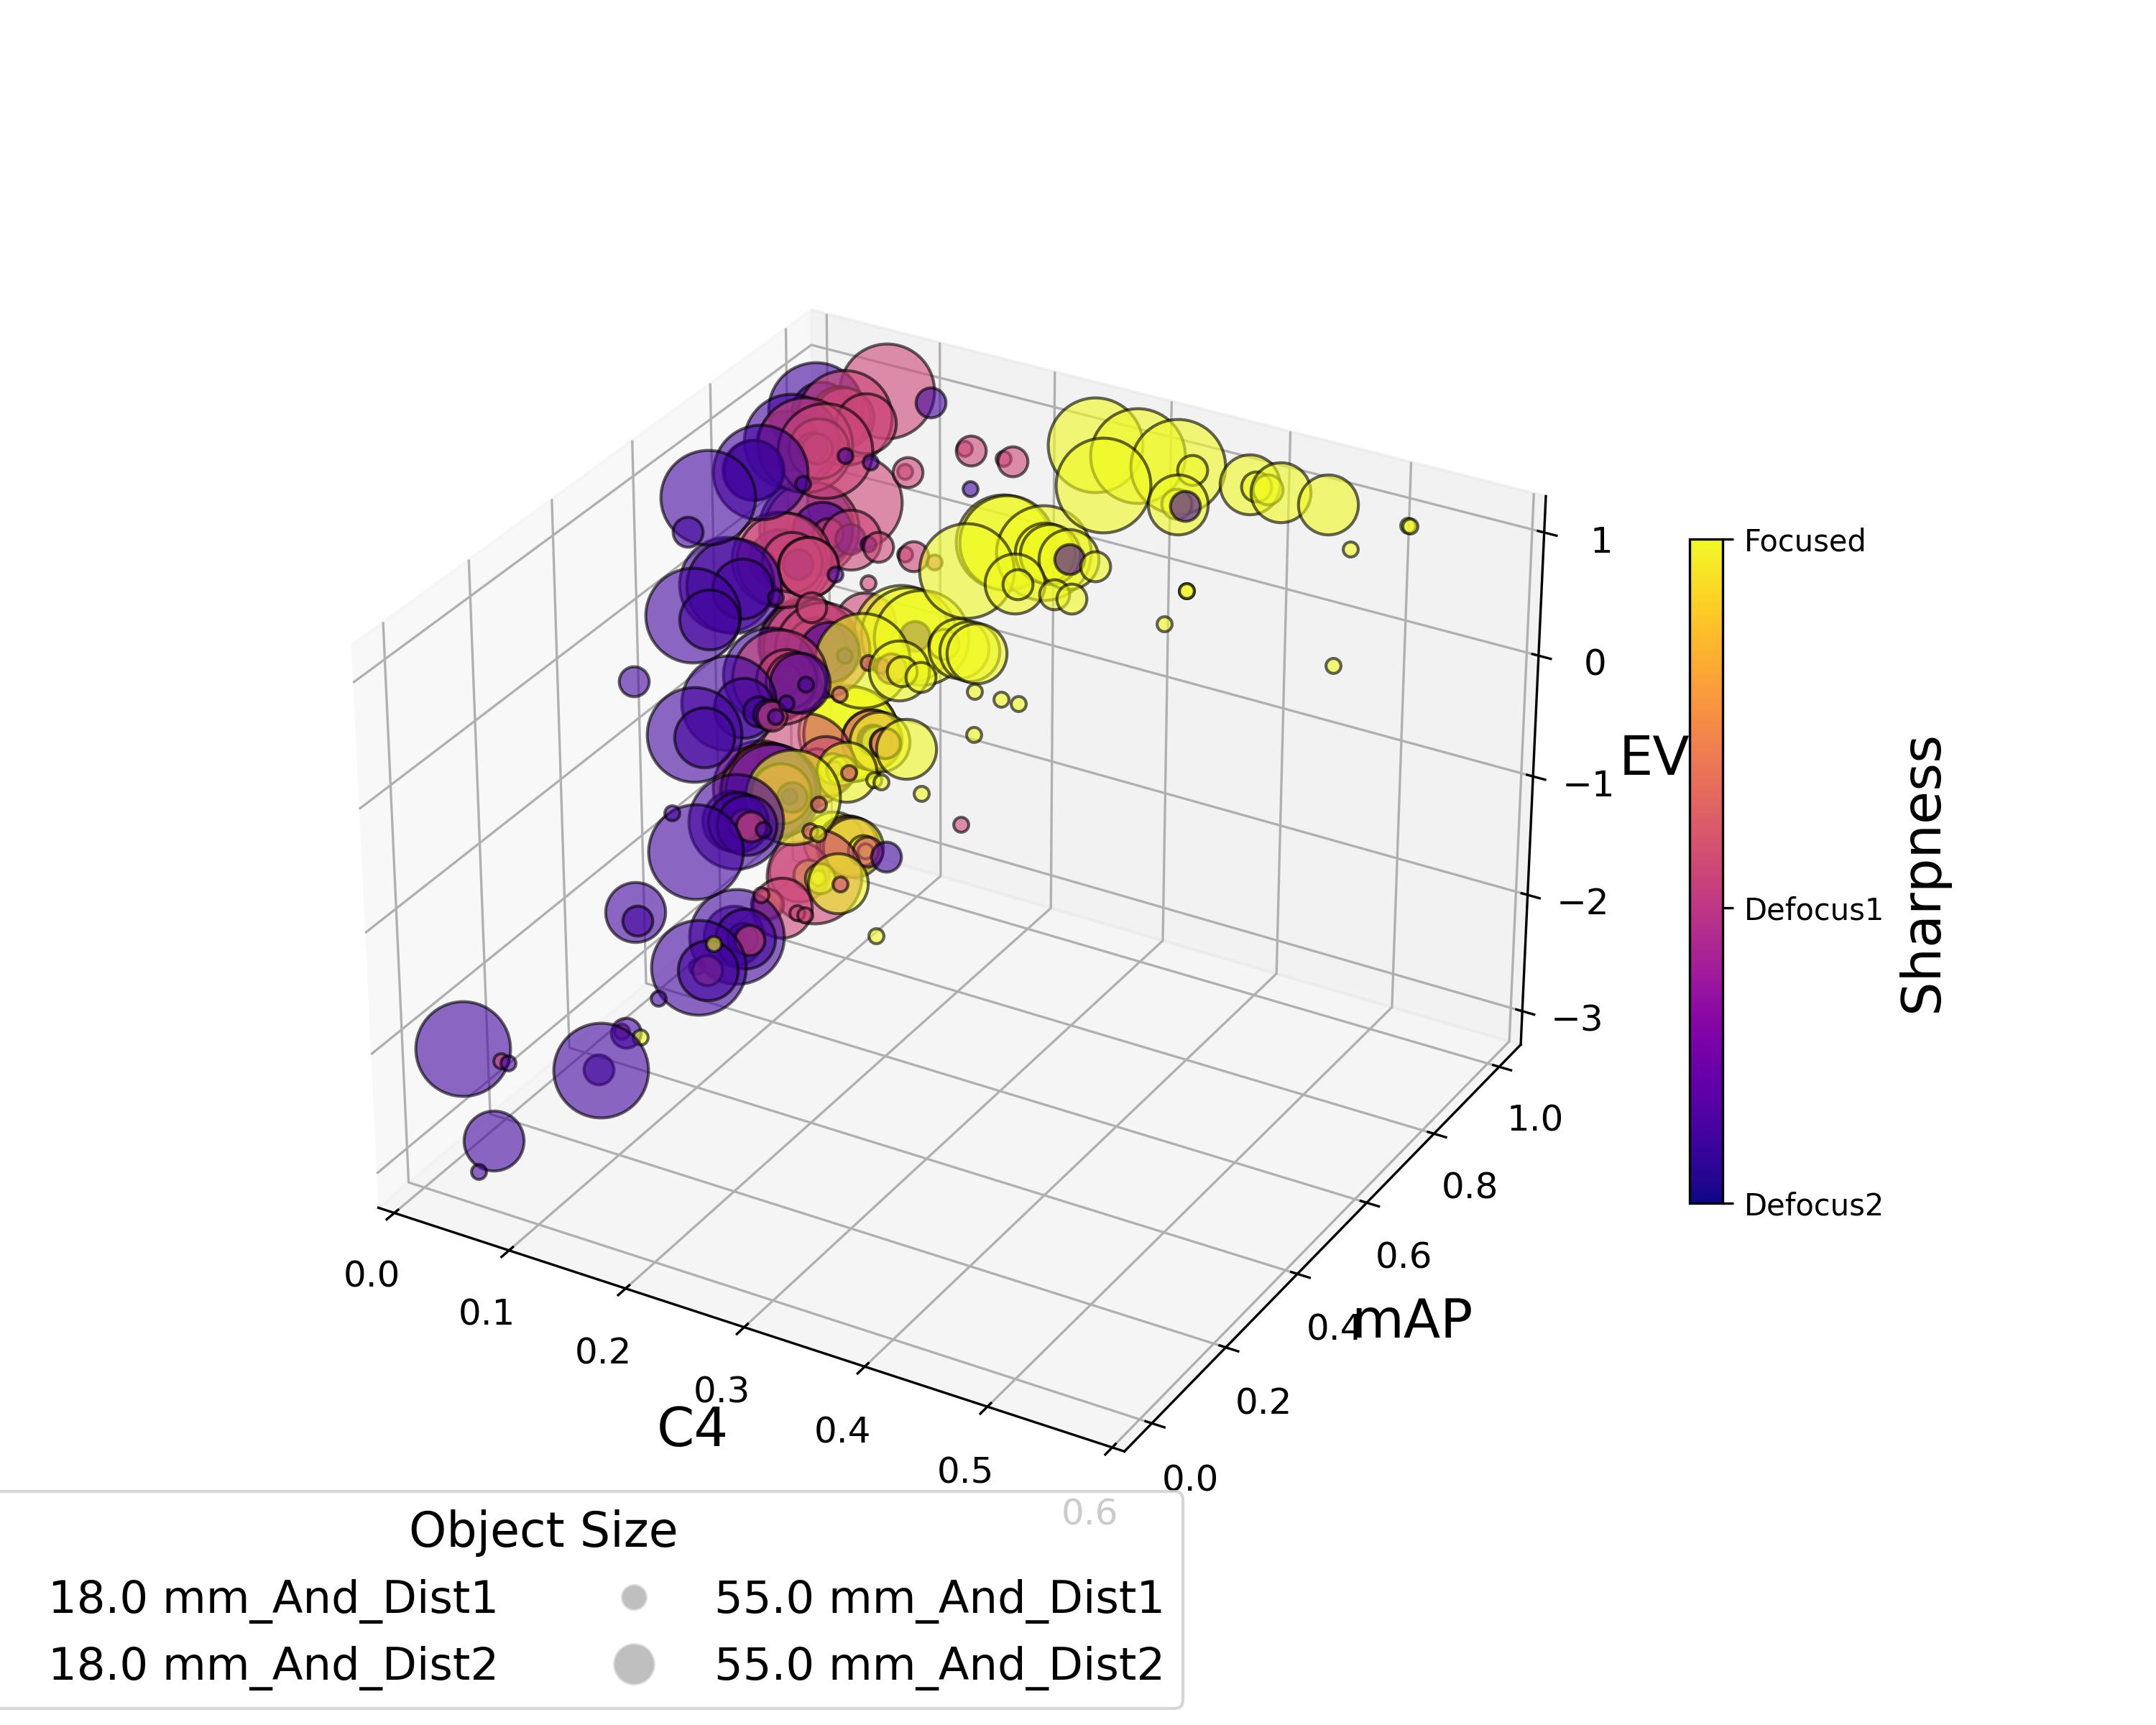 1
0
−1
−2
−3
EV
Focused
Defocus1
Defocus2
Sharpness
0.0
0.1
0.2
0.3
0.4
0.5
0.6
C4
0.0
0.2
0.4
0.6
0.8
1.0
mAP
Object Size
18.0 mm_And_Dist1 55.0 mm_And_Dist1
18.0 mm_And_Dist2 55.0 mm_And_Dist2